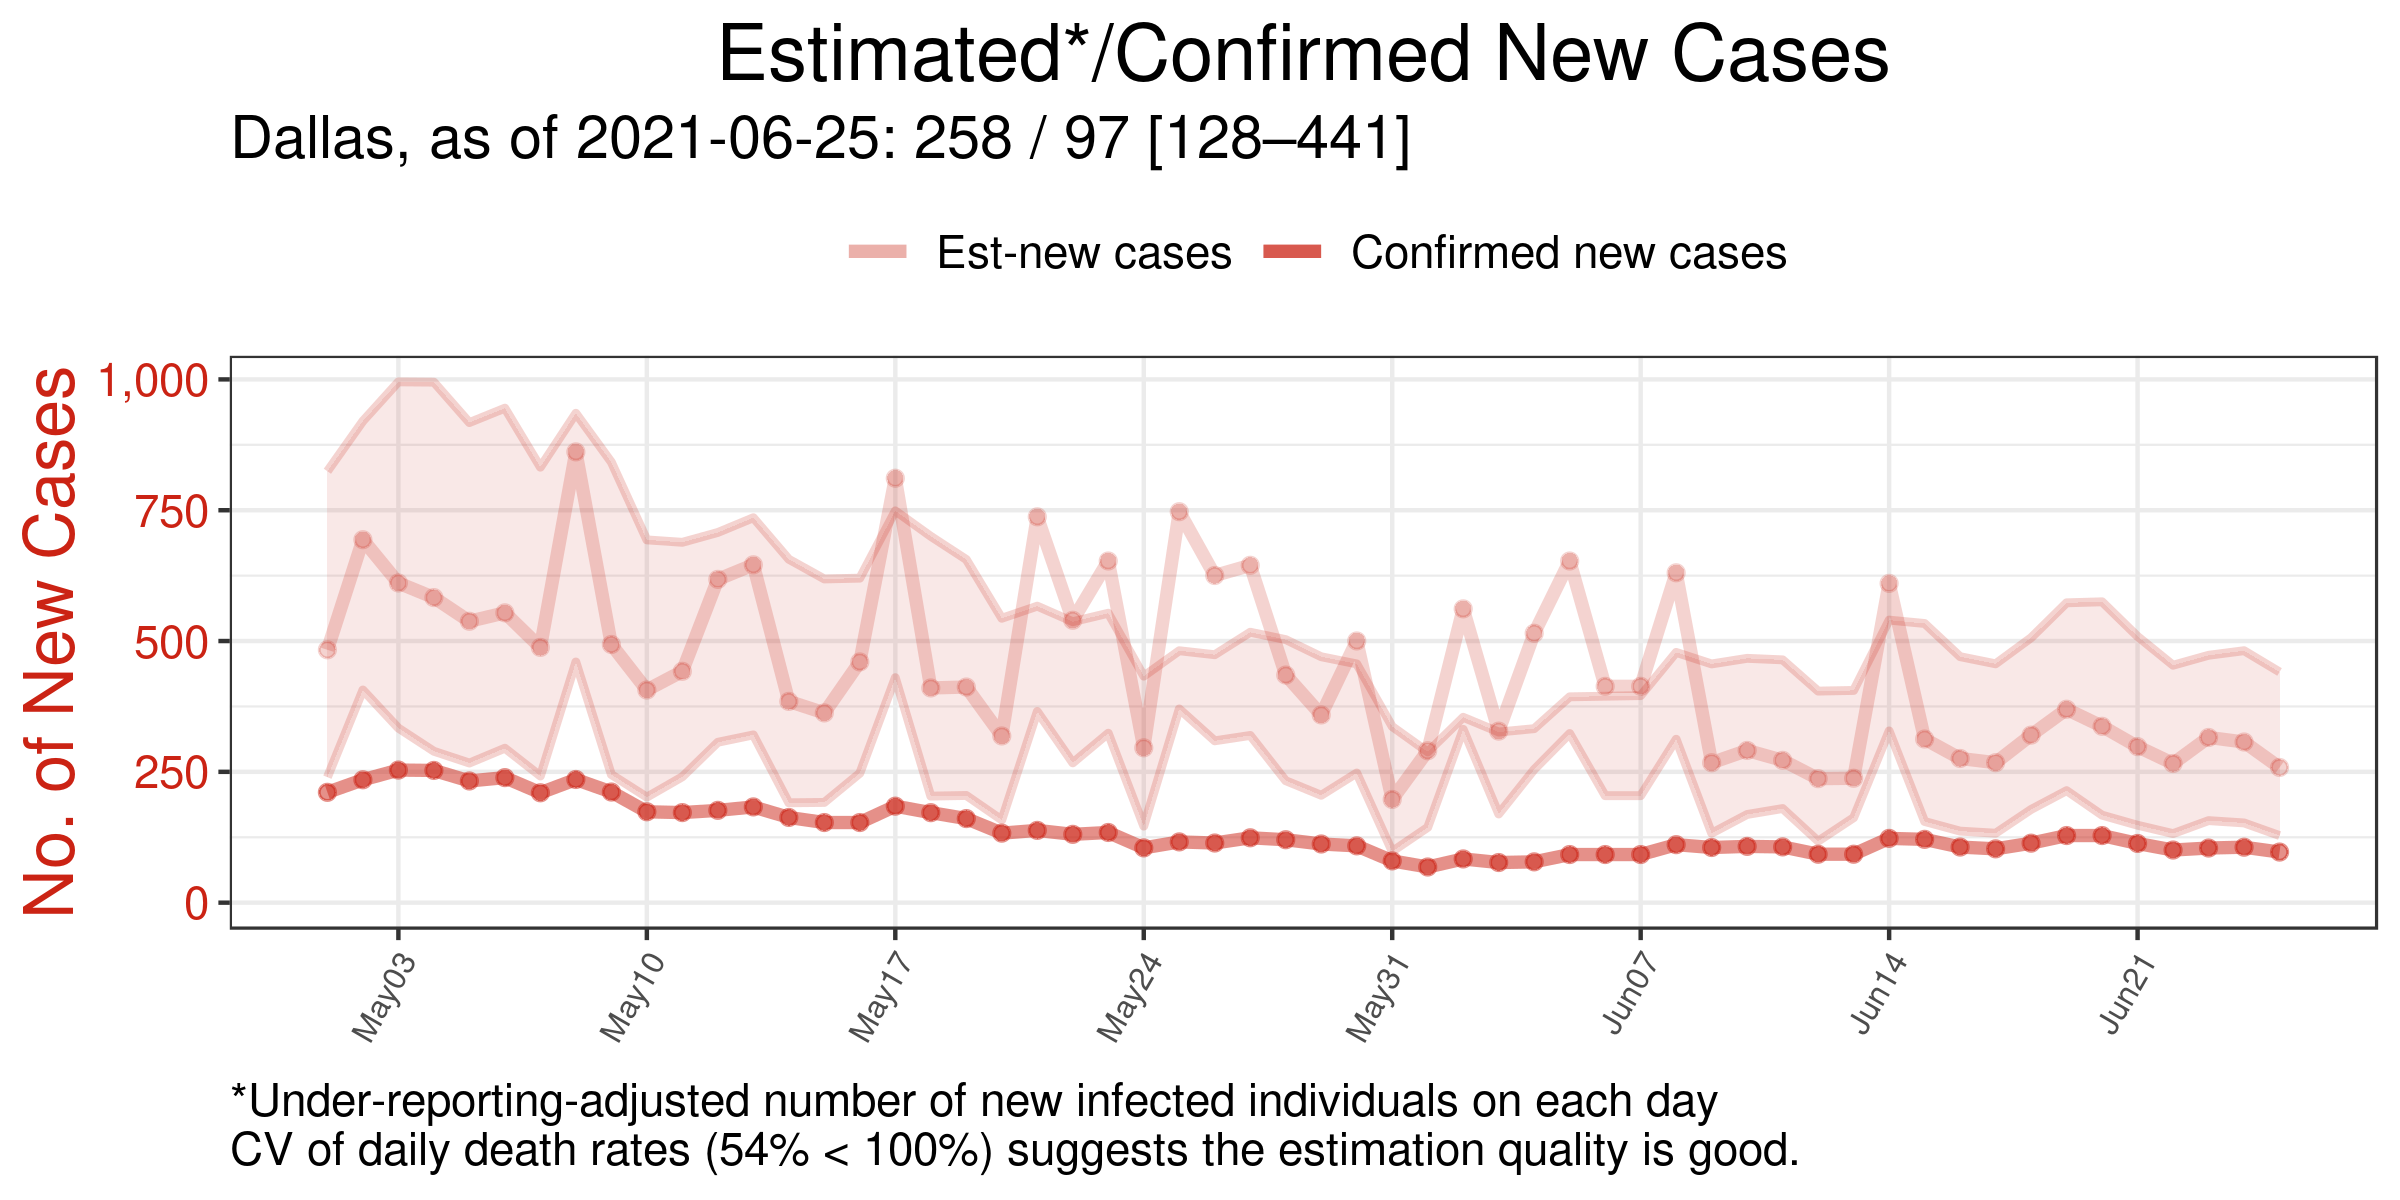 Estimated*/Confirmed New Cases
Dallas, as of 2021-06-25: 258 / 97 [128–441]
Est-new cases
Confirmed new cases
No. of New Cases
1,000
750
500
250
0
May03
May10
May17
May24
May31
Jun07
Jun14
Jun21
*Under-reporting-adjusted number of new infected individuals on each day
CV of daily death rates (54% < 100%) suggests the estimation quality is good.